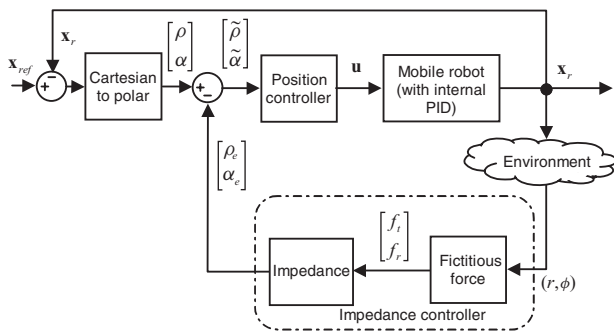 x_r
x_ref
+
−
Cartesian
to polar
[ρ
α]
+
−
[ρ̃
α̃]
Position
controller
u
Mobile robot
(with internal
PID)
x_r
Environment
[ρ_e
α_e]
Impedance
[f_t
f_r]
Fictitious
force
(r,ϕ)
Impedance controller